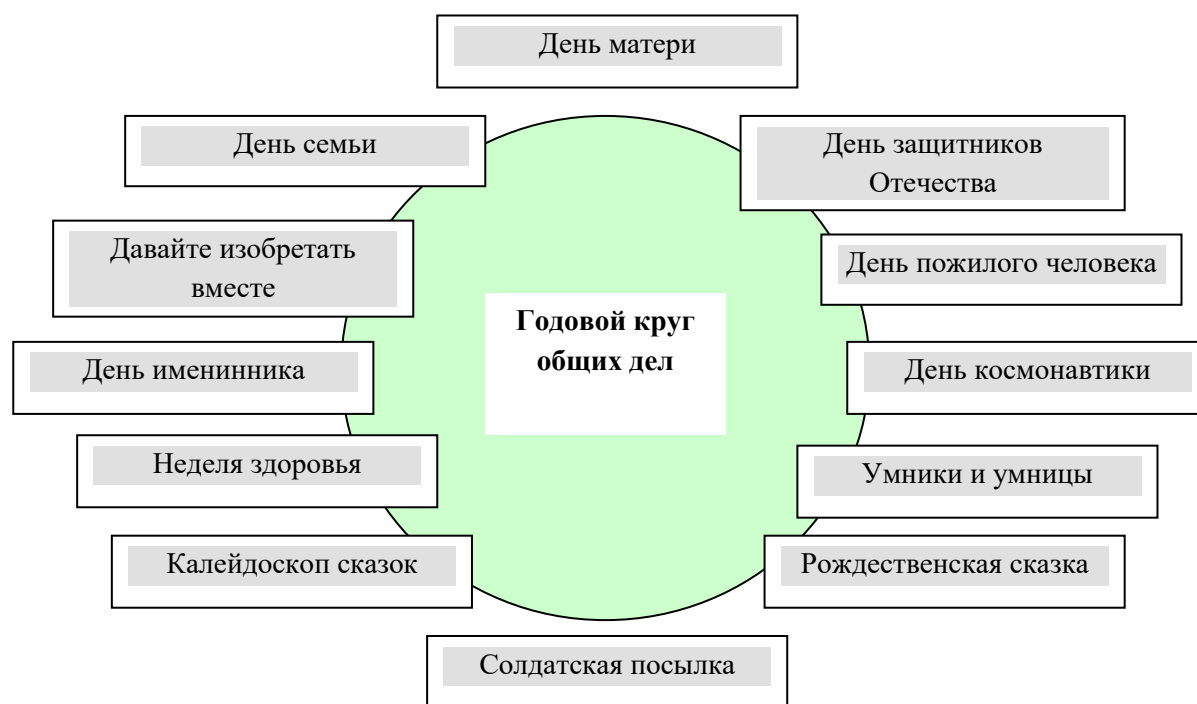 День матери
День семьи
День защитников
Отечества
Давайте изобретать
вместе
День пожилого человека
Годовой круг
общих дел
День именинника
День космонавтики
Неделя здоровья
Умники и умницы
Калейдоскоп сказок
Рождественская сказка
Солдатская посылка